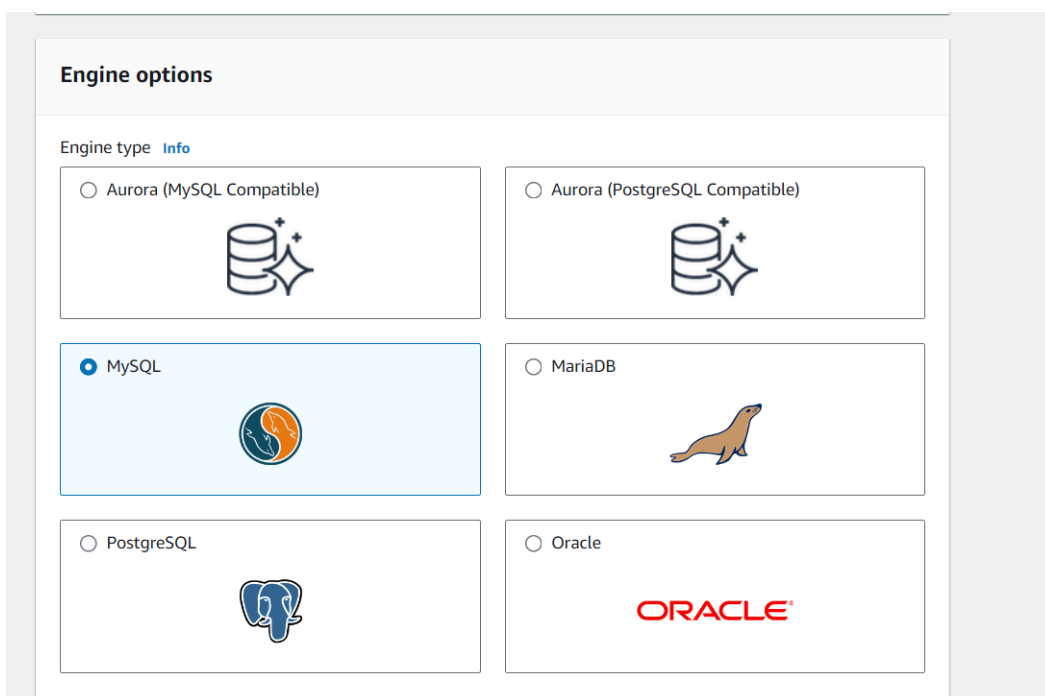 Engine options
Engine type Info
Aurora (MySQL Compatible)
Aurora (PostgreSQL Compatible)
MySQL
MariaDB
PostgreSQL
Oracle
ORACLE